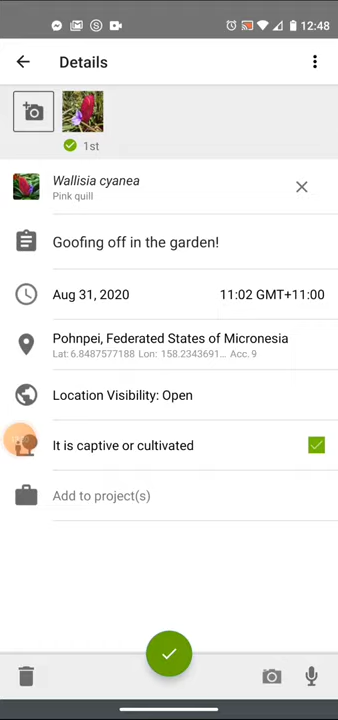 12:48
Details
1st
Wallisia cyanea
Pink quill
Goofing off in the garden!
Aug 31, 2020 11:02 GMT+11:00
Pohnpei, Federated States of Micronesia
Lat: 6.8487577188 Lon: 158.2343691... Acc. 9
Location Visibility: Open
It is captive or cultivated
Add to project(s)